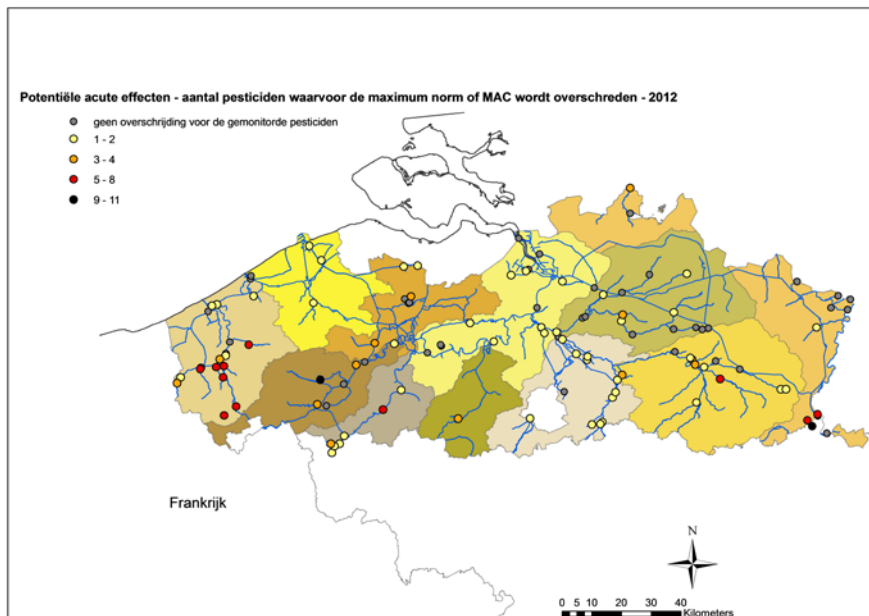 Potentiële acute effecten - aantal pesticiden waarvoor de maximum norm of MAC wordt overschreden - 2012
geen overschrijding voor de gemonitorde pesticiden
1 - 2
3 - 4
5 - 8
9 - 11
Frankrijk
N
0 5 10 20 30 40
Kilometers